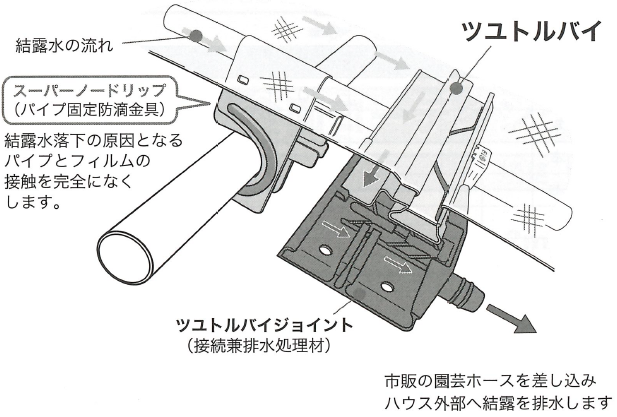 ツユトルバイ
結露水の流れ
スーパーノードリップ
（パイプ固定防滴金具）
結露水落下の原因となる
パイプとフィルムの
接触を完全になく
します。
ツユトルバイジョイント
（接続兼排水処理材）
市販の園芸ホースを差し込み
ハウス外部へ結露を排水します